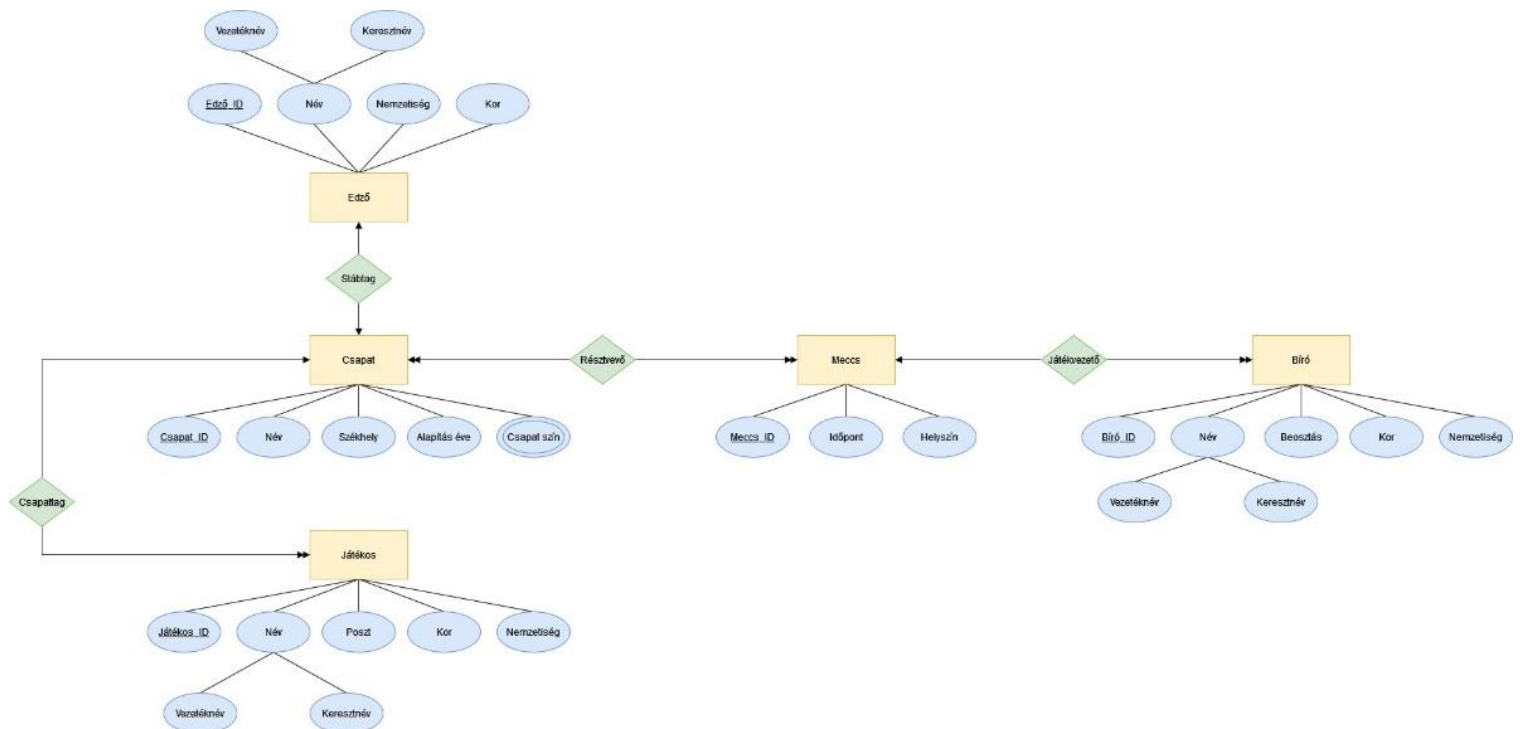 Vezetéknév
Keresztnév
Edző_ID
Név
Nemzetiség
Kor
Edző
Stábtag
Csapat
Résztvevő
Meccs
Játékvezető
Bíró
Csapat_ID
Név
Székhely
Alapítás éve
Csapat szín
Meccs_ID
Időpont
Helyszín
Bíró_ID
Név
Beosztás
Kor
Nemzetiség
Vezetéknév
Keresztnév
Csapattag
Játékos
Játékos_ID
Név
Poszt
Kor
Nemzetiség
Vezetéknév
Keresztnév